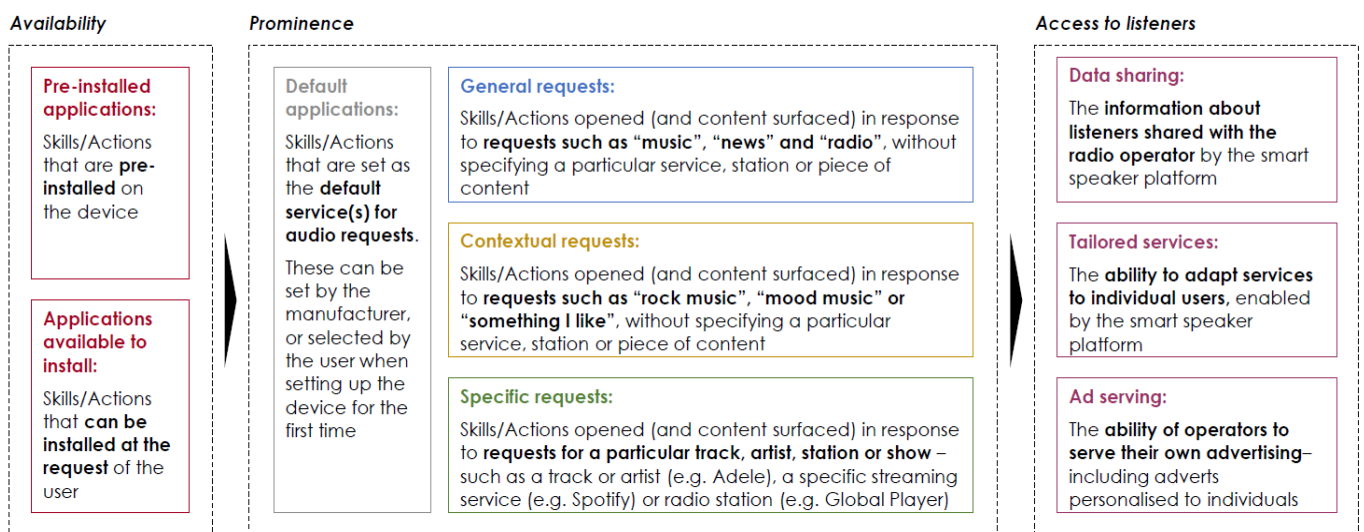 Availability
Pre-installed
applications:
Skills/Actions
that are pre-
installed on
the device
Applications
available to
install:
Skills/Actions
that can be
installed at the
request of the
user
Prominence
Default
applications:
Skills/Actions
that are set as
the default
service(s) for
audio requests.
These can be
set by the
manufacturer,
or selected by
the user when
setting up the
device for the
first time
General requests:
Skills/Actions opened (and content surfaced) in response
to requests such as “music”, “news” and “radio”, without
specifying a particular service, station or piece of
content
Contextual requests:
Skills/Actions opened (and content surfaced) in response
to requests such as “rock music”, “mood music” or
“something I like”, without specifying a particular
service, station or piece of content
Specific requests:
Skills/Actions opened (and content surfaced) in response
to requests for a particular track, artist, station or show –
such as a track or artist (e.g. Adele), a specific streaming
service (e.g. Spotify) or radio station (e.g. Global Player)
Access to listeners
Data sharing:
The information about
listeners shared with the
radio operator by the smart
speaker platform
Tailored services:
The ability to adapt services
to individual users, enabled
by the smart speaker
platform
Ad serving:
The ability of operators to
serve their own advertising–
including adverts
personalised to individuals